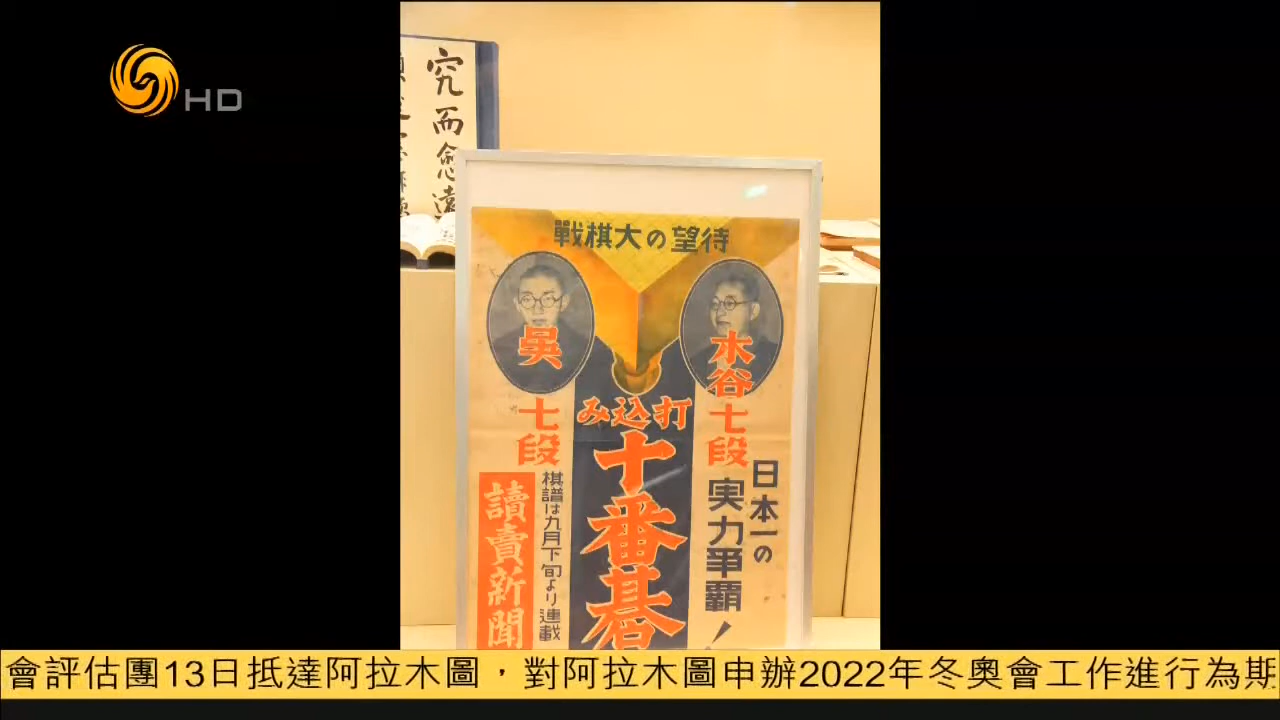 HD
究而愈遠
待望の大棋戰
吳
七段
木谷七段
打込み
十番碁
日本一の
実力爭覇！
棋譜は九月下旬より連載
讀賣新聞
會評估團13日抵達阿拉木圖，對阿拉木圖申辦2022年冬奧會工作進行為期